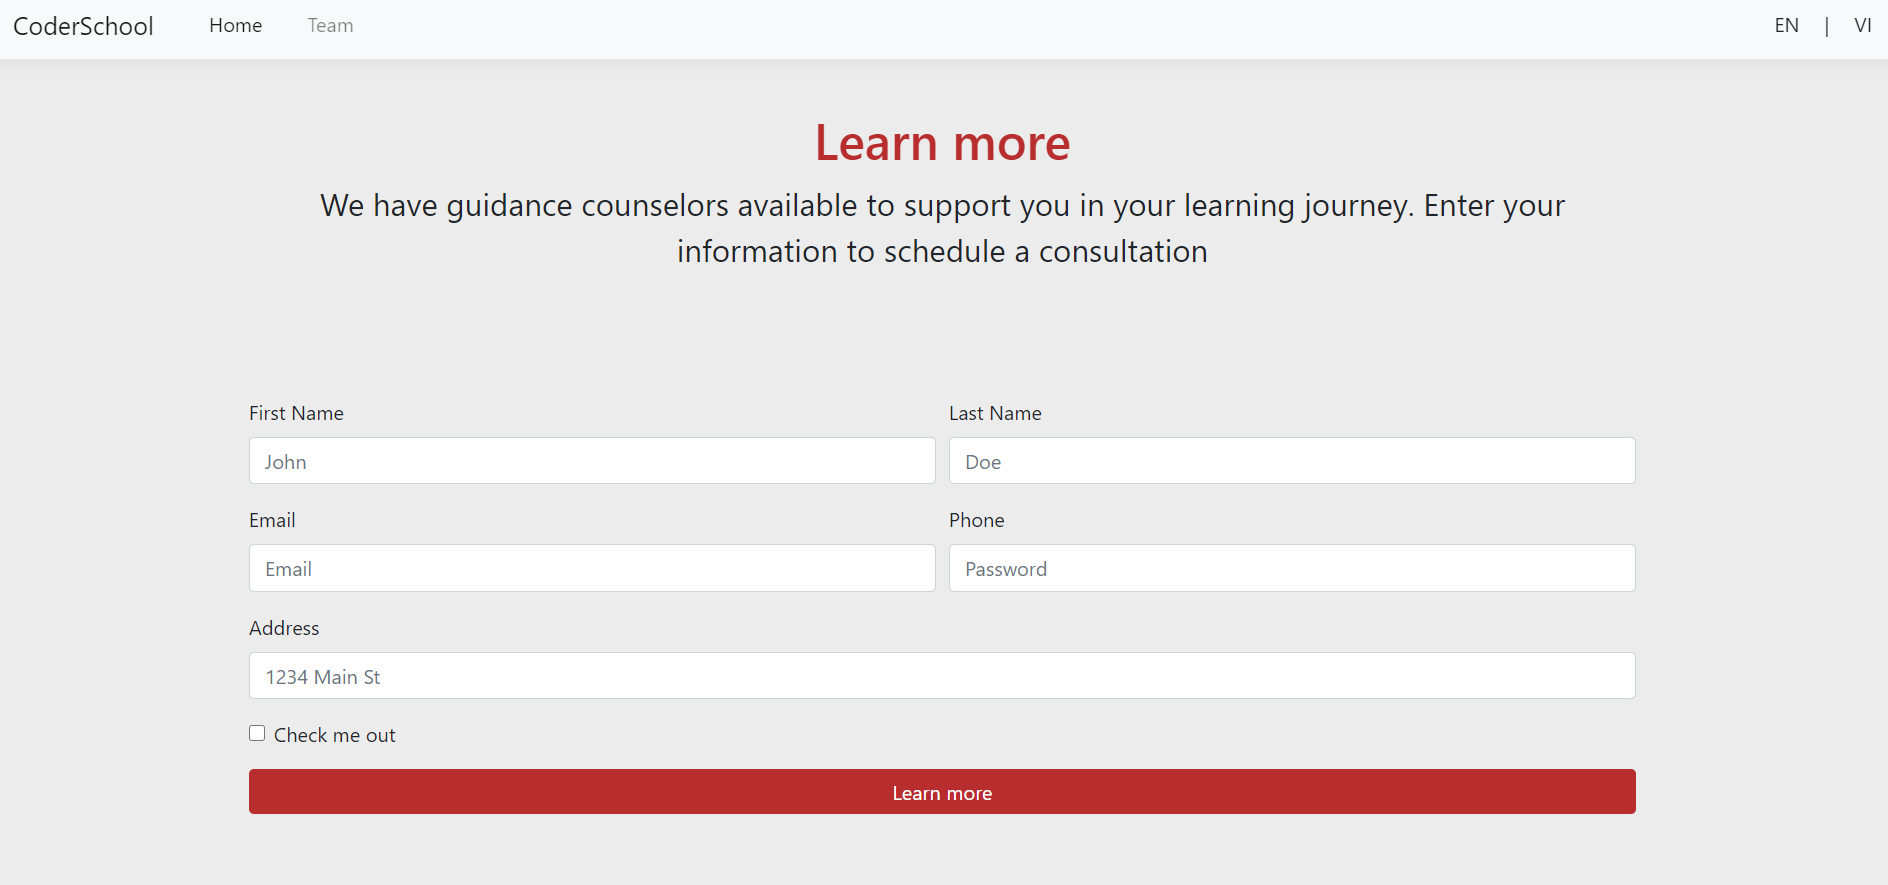 CoderSchool Home Team EN | VI
Learn more
We have guidance counselors available to support you in your learning journey. Enter your
information to schedule a consultation
First Name Last Name
John Doe
Email Phone
Email Password
Address
1234 Main St
Check me out
Learn more